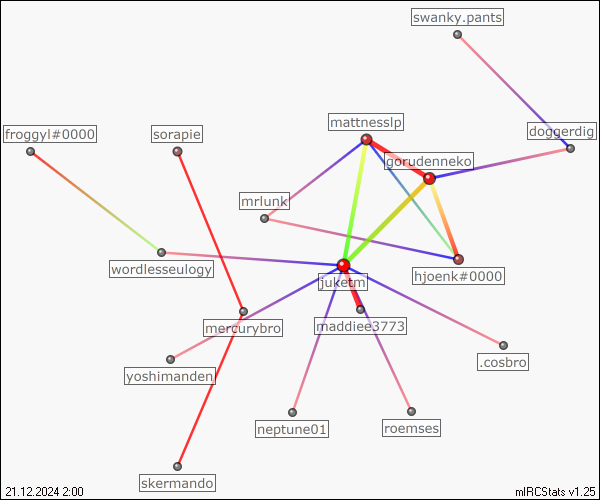 swanky.pants
mattnesslp
froggyl#0000
sorapie
doggerdig
gorudenneko
mrlunk
wordlesseulogy
juketm
hjoenk#0000
mercurybro
maddiee3773
.cosbro
yoshimanden
neptune01
roemses
skermando
21.12.2024 2:00
mIRCStats v1.25